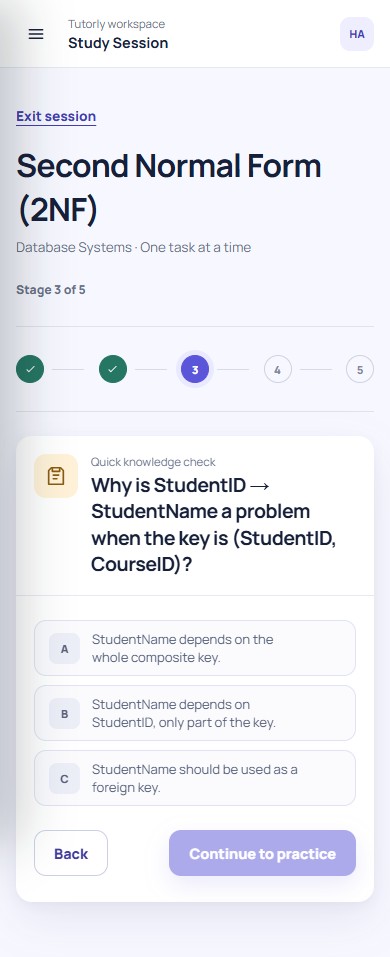 Tutorly workspace
Study Session
HA
Exit session
Second Normal Form
(2NF)
Database Systems · One task at a time
Stage 3 of 5
3
4
5
Quick knowledge check
Why is StudentID →
StudentName a problem
when the key is (StudentID,
CourseID)?
A
StudentName depends on the
whole composite key.
B
StudentName depends on
StudentID, only part of the key.
C
StudentName should be used as a
foreign key.
Back
Continue to practice